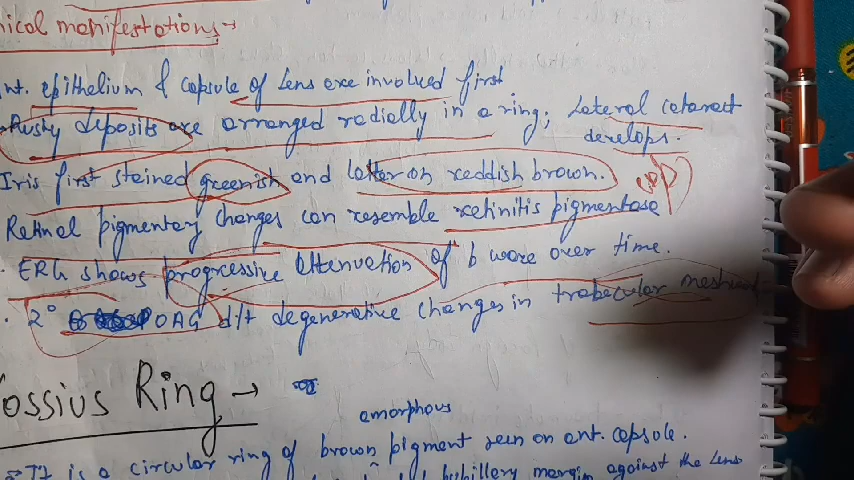 nical manifestations →
nt. epithelium & capsule of lens are involved first
Rusty deposits are arranged radially in a ring; Lateral cataract
develops.
Iris first stained greenish and latter on reddish brown.
Retinal pigmentary changes can resemble retinitis pigmentosa
ERG shows progressive attenuation of b wave over time.
2° OAG d/t degenerative changes in trabecular meshw
ossius Ring →
amorphous
It is a circular ring of brown pigment seen on ant. capsule.
pupillary margin against the lens